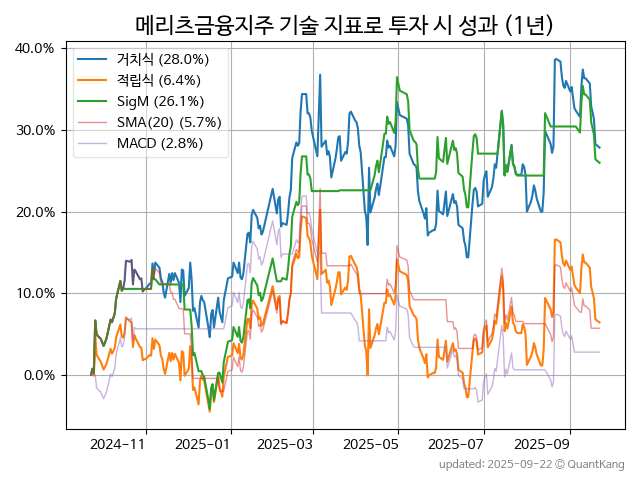 메리츠금융지주 기술 지표로 투자 시 성과 (1년)
40.0%
30.0%
20.0%
10.0%
0.0%
거치식 (28.0%)
적립식 (6.4%)
SigM (26.1%)
SMA(20) (5.7%)
MACD (2.8%)
2024-11 2025-01 2025-03 2025-05 2025-07 2025-09
updated: 2025-09-22 © QuantKang